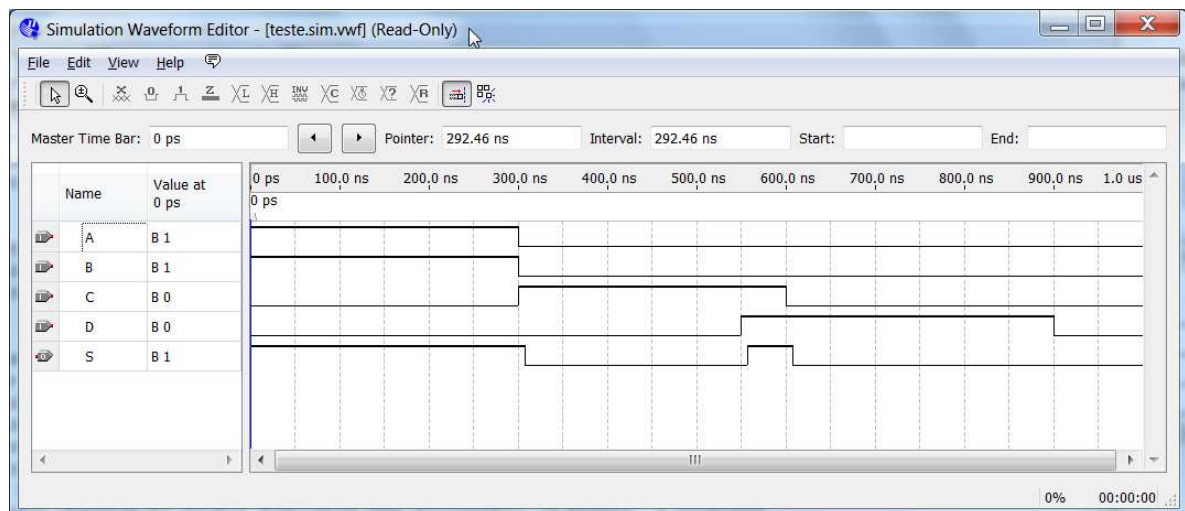 Simulation Waveform Editor - [teste.sim.vwf] (Read-Only)
File Edit View Help
Master Time Bar: 0 ps Pointer: 292.46 ns Interval: 292.46 ns Start: End:
Name Value at 0 ps
0 ps 100.0 ns 200.0 ns 300.0 ns 400.0 ns 500.0 ns 600.0 ns 700.0 ns 800.0 ns 900.0 ns 1.0 us
0 ps
A B 1
B B 1
C B 0
D B 0
S B 1
0% 00:00:00